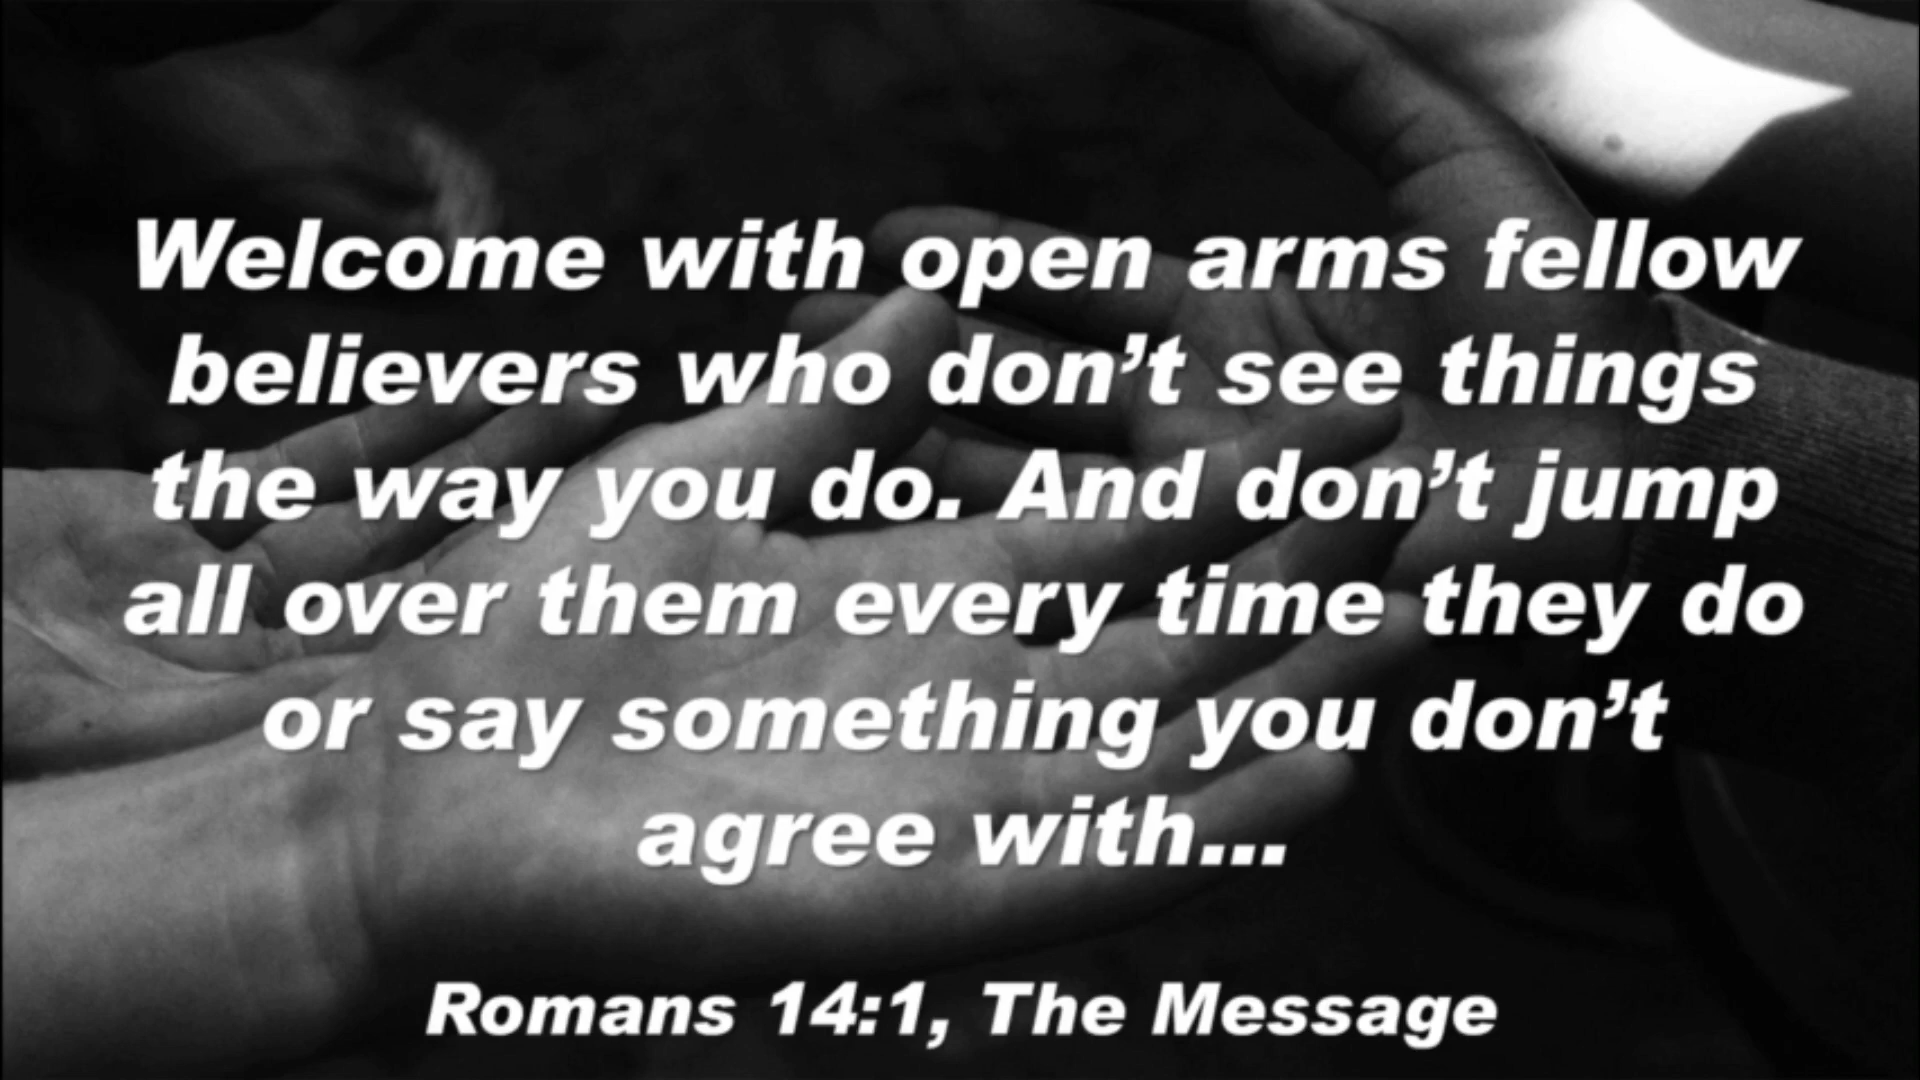 Welcome with open arms fellow
believers who don’t see things
the way you do. And don’t jump
all over them every time they do
or say something you don’t
agree with...
Romans 14:1, The Message